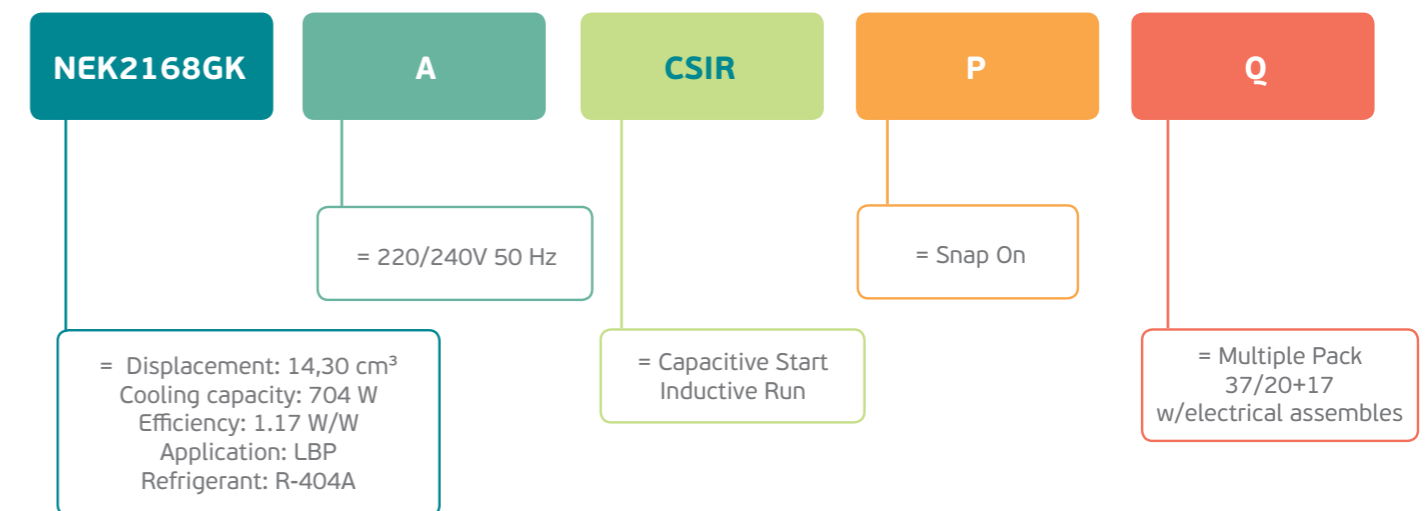 NEK2168GK
A
CSIR
P
Q
= 220/240V 50 Hz
= Snap On
= Displacement: 14,30 cm³
Cooling capacity: 704 W
Efficiency: 1.17 W/W
Application: LBP
Refrigerant: R-404A
= Capacitive Start
Inductive Run
= Multiple Pack
37/20+17
w/electrical assembles